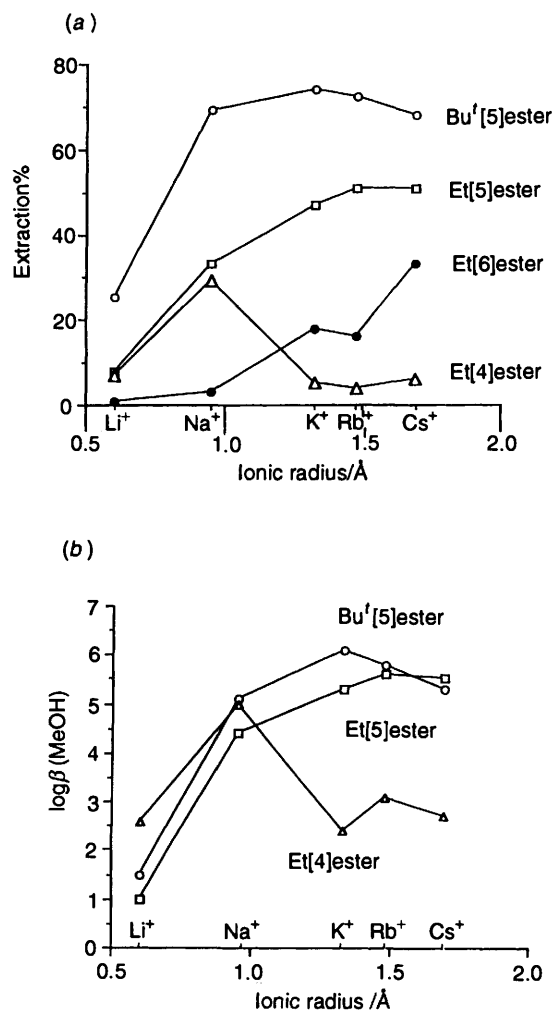 (a)
80
60
40
20
0
Extraction%
Buᵗ[5]ester
Et[5]ester
Et[6]ester
Et[4]ester
Li⁺ Na⁺ K⁺ Rb⁺ Cs⁺
0.5 1.0 1.5 2.0
Ionic radius/Å
(b)
7
6
5
4
3
2
1
0
logβ(MeOH)
Buᵗ[5]ester
Et[5]ester
Et[4]ester
Li⁺ Na⁺ K⁺ Rb⁺ Cs⁺
0.5 1.0 1.5 2.0
Ionic radius /Å